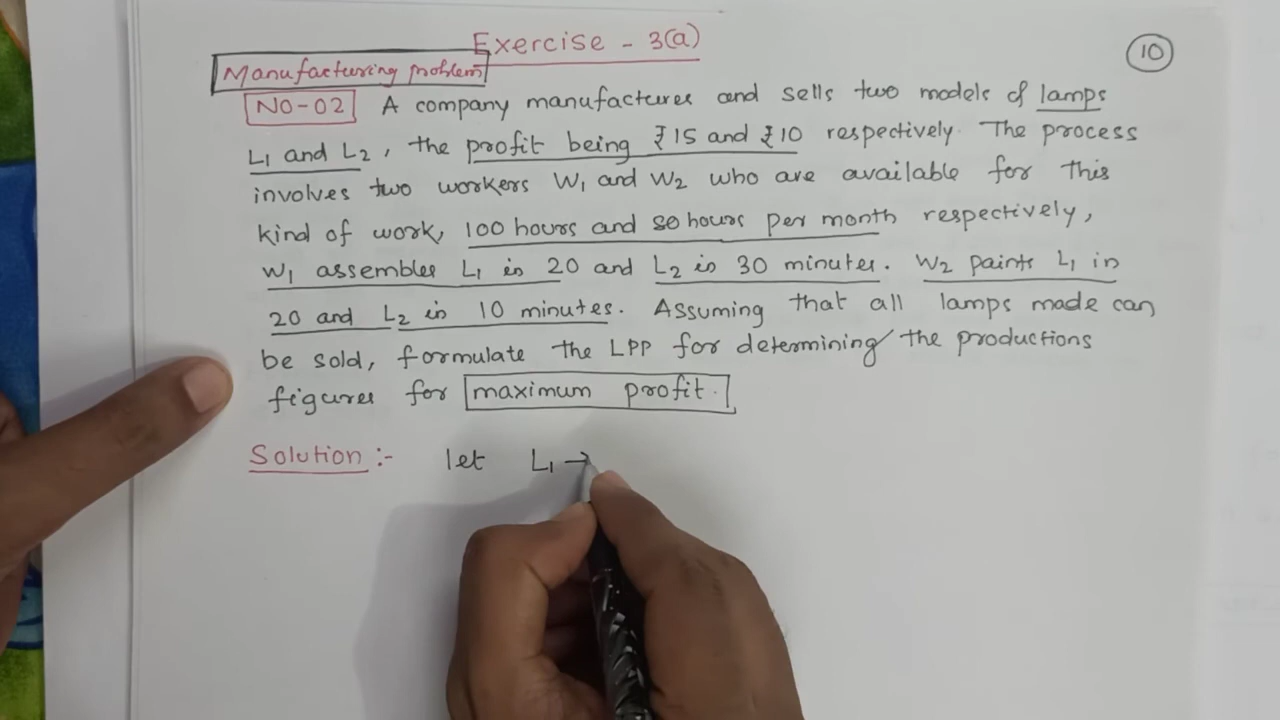 Exercise - 3(a)
10
Manufacturing problem
NO-02 A company manufactures and sells two models of lamps
L1 and L2, the profit being ₹15 and ₹10 respectively. The process
involves two workers W1 and W2 who are available for this
kind of work, 100 hours and 80 hours per month respectively,
W1 assembles L1 in 20 and L2 in 30 minutes. W2 paints L1 in
20 and L2 in 10 minutes. Assuming that all lamps made can
be sold, formulate the LPP for determining the productions
figures for maximum profit.
Solution :- let L1 →